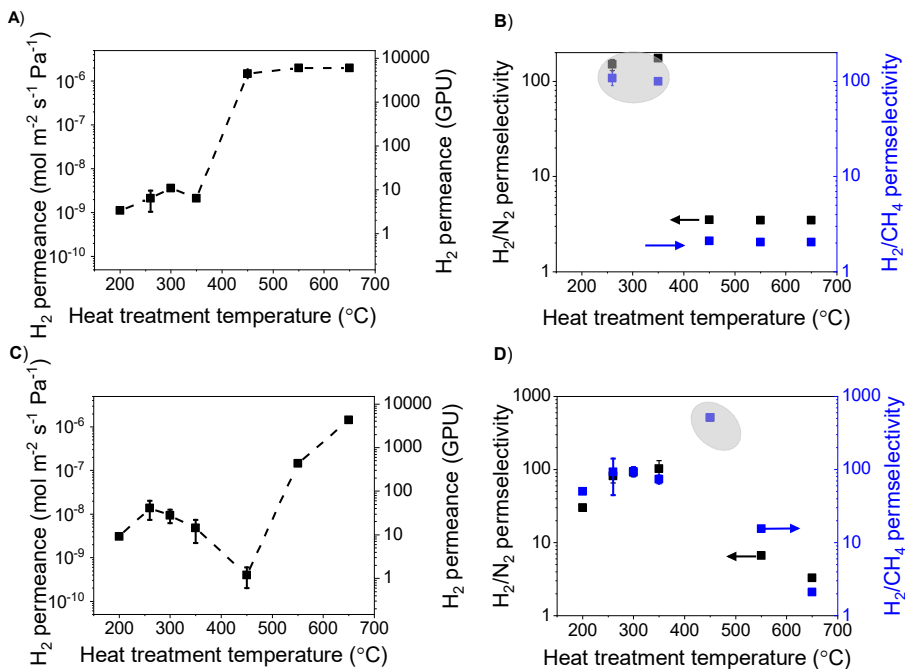 A)
H2 permeance (mol m-2 s-1 Pa-1)
10-6
10-7
10-8
10-9
10-10
10000
1000
100
10
1
H2 permeance (GPU)
200 300 400 500 600 700
Heat treatment temperature (°C)
B)
H2/N2 permselectivity
100
10
1
100
10
1
H2/CH4 permselectivity
200 300 400 500 600 700
Heat treatment temperature (°C)
C)
H2 permeance (mol m-2 s-1 Pa-1)
10-6
10-7
10-8
10-9
10-10
10000
1000
100
10
1
H2 permeance (GPU)
200 300 400 500 600 700
Heat treatment temperature (°C)
D)
H2/N2 permselectivity
1000
100
10
1
1000
100
10
1
H2/CH4 permselectivity
200 300 400 500 600 700
Heat treatment temperature (°C)